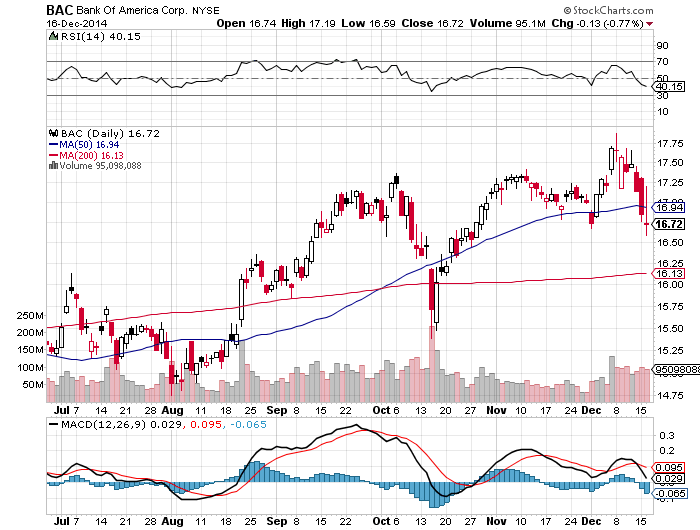 BAC Bank Of America Corp. NYSE © StockCharts.com
16-Dec-2014 Open 16.74 High 17.19 Low 16.59 Close 16.72 Volume 95.1M Chg -0.13 (-0.77%)
RSI(14) 40.15
90
70
50
40.15
30
10
BAC (Daily) 16.72
MA(50) 16.94
MA(200) 16.13
Volume 95,098,088
17.75
17.50
17.25
17.00
16.94
16.72
16.50
16.25
16.13
16.00
15.75
15.50
15.25
15.00
14.75
250M
200M
150M
100M
50M
95098088
Jul 7 14 21 28 Aug 11 18 25 Sep 8 15 22 Oct 6 13 20 27 Nov 10 17 24 Dec 8 15
MACD(12,26,9) 0.029, 0.095, -0.065
0.3
0.2
0.095
0.029
-0.065
Jul 7 14 21 28 Aug 11 18 25 Sep 8 15 22 Oct 6 13 20 27 Nov 10 17 24 Dec 8 15